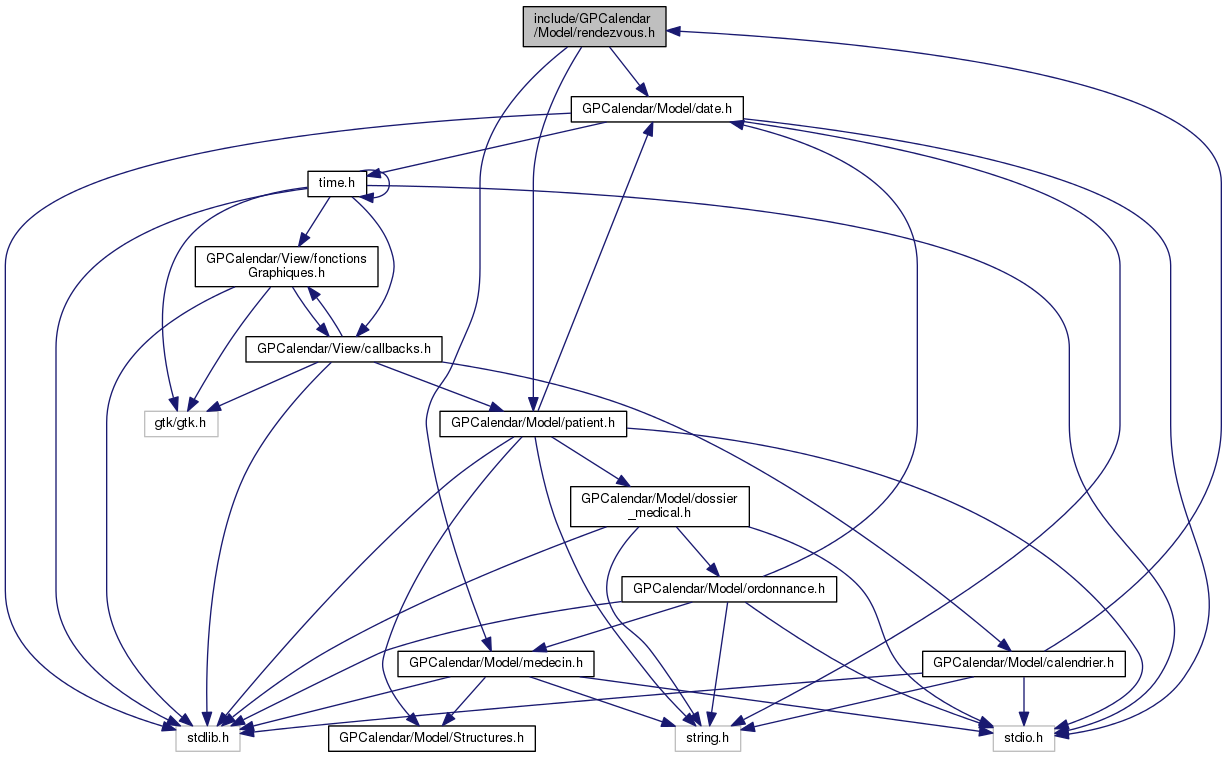 include/GPCalendar
/Model/rendezvous.h
GPCalendar/Model/date.h
time.h
GPCalendar/View/fonctions
Graphiques.h
GPCalendar/View/callbacks.h
gtk/gtk.h
GPCalendar/Model/patient.h
GPCalendar/Model/dossier
_medical.h
GPCalendar/Model/ordonnance.h
GPCalendar/Model/medecin.h
GPCalendar/Model/calendrier.h
stdlib.h
GPCalendar/Model/Structures.h
string.h
stdio.h